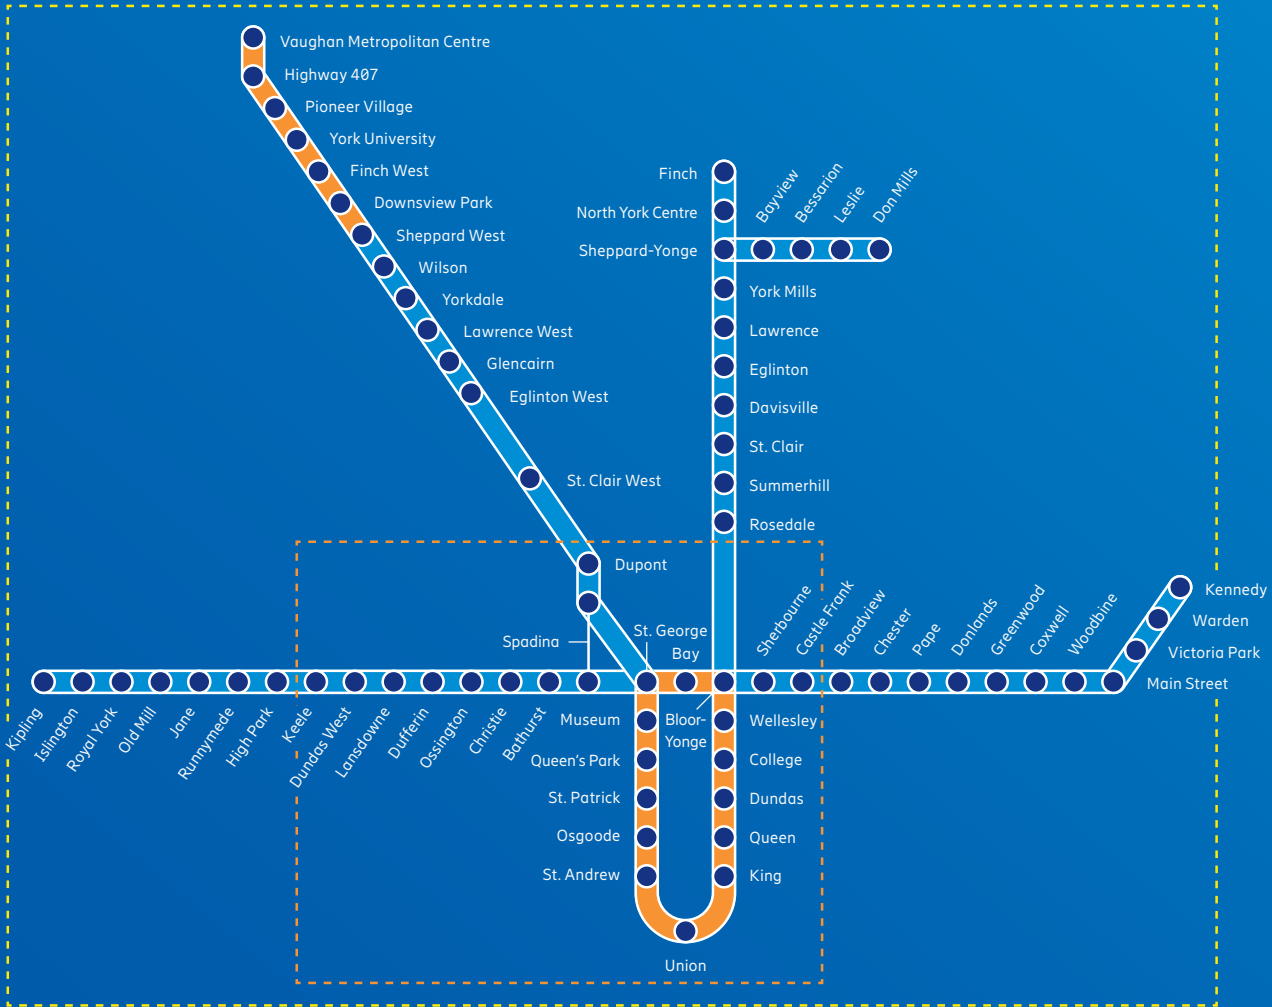 Vaughan Metropolitan Centre
Highway 407
Pioneer Village
York University
Finch West
Downsview Park
Sheppard West
Wilson
Yorkdale
Lawrence West
Glencairn
Eglinton West
St. Clair West
Dupont
Spadina
St. George
Bay
Finch
North York Centre
Sheppard-Yonge
Bayview
Bessarion
Leslie
Don Mills
York Mills
Lawrence
Eglinton
Davisville
St. Clair
Summerhill
Rosedale
Sherbourne
Castle Frank
Broadview
Chester
Pape
Donlands
Greenwood
Coxwell
Woodbine
Kennedy
Warden
Victoria Park
Main Street
Kipling
Islington
Royal York
Old Mill
Jane
Runnymede
High Park
Keele
Dundas West
Lansdowne
Dufferin
Ossington
Christie
Bathurst
Museum
Queen's Park
St. Patrick
Osgoode
St. Andrew
Bloor-
Yonge
Wellesley
College
Dundas
Queen
King
Union